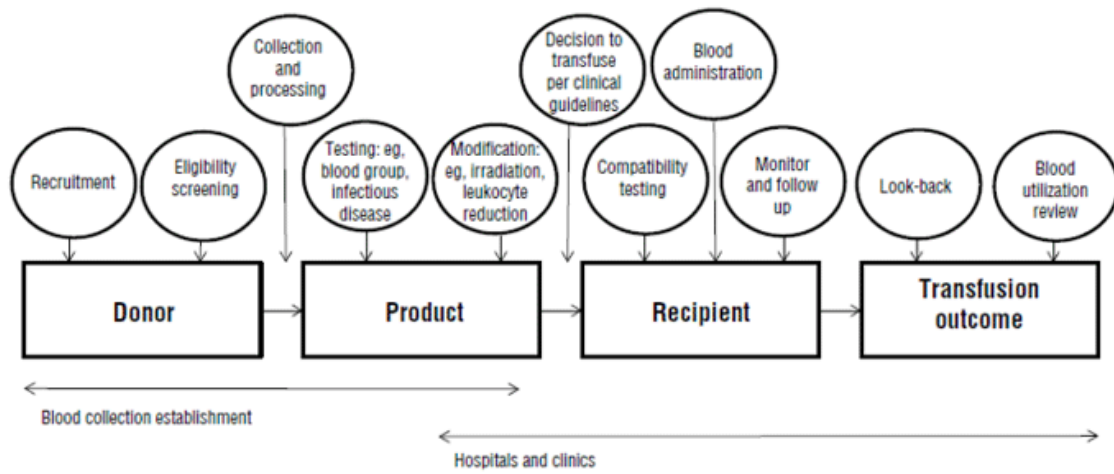 Collection
and
processing
Decision to
transfuse
per clinical
guidelines
Blood
administration
Recruitment
Eligibility
screening
Testing: eg,
blood group,
infectious
disease
Modification:
eg, irradiation,
leukocyte
reduction
Compatibility
testing
Monitor
and follow
up
Look-back
Blood
utilization
review
Donor
Product
Recipient
Transfusion
outcome
Blood collection establishment
Hospitals and clinics